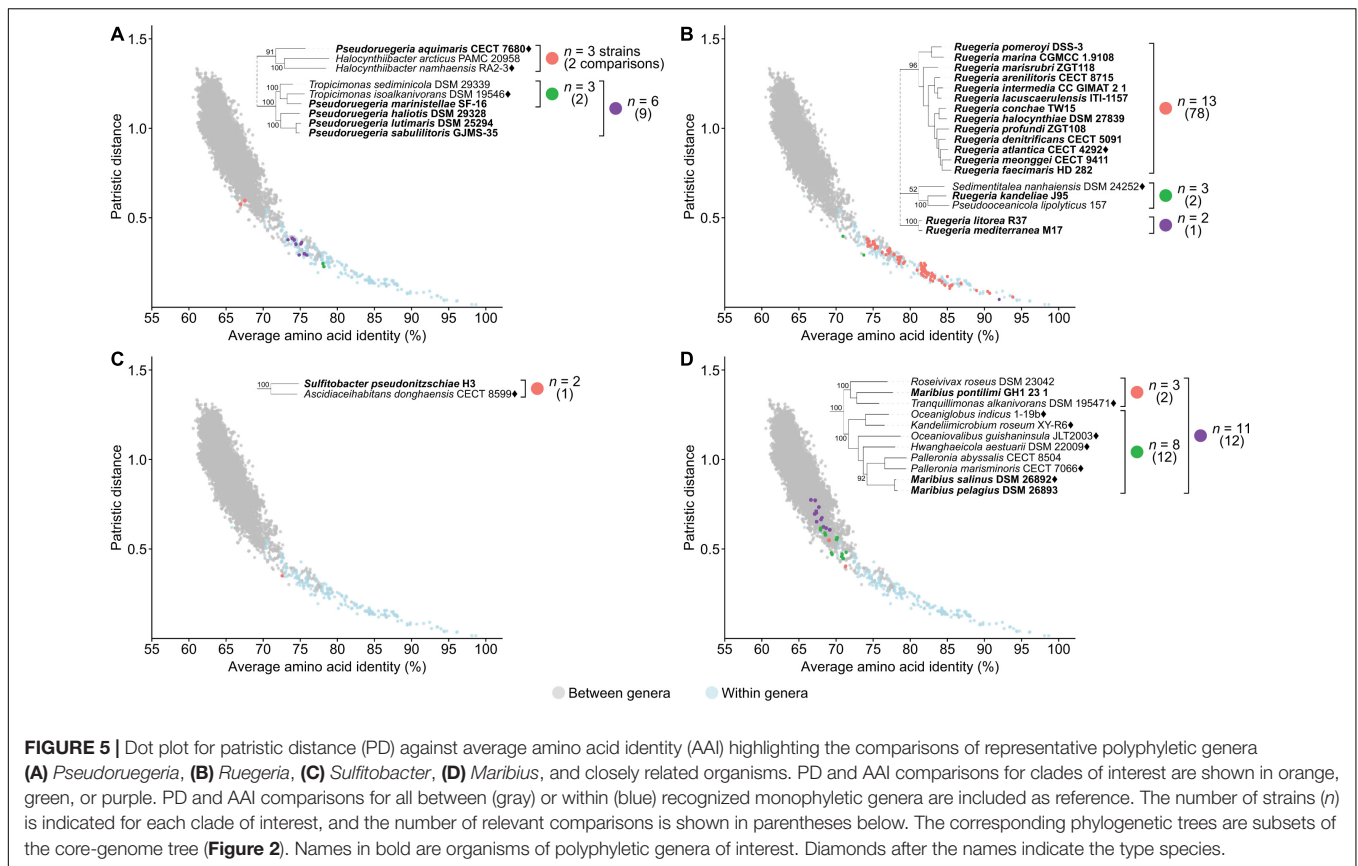 A
1.5
1.0
0.5
Patristic distance
55 60 65 70 75 80 85 90 95 100
Average amino acid identity (%)
91
100
Pseudoruegeria aquimaris CECT 7680♦
Halocynthiibacter arcticus PAMC 20958
Halocynthiibacter namhaensis RA2-3♦
n = 3 strains
(2 comparisons)
100
100
100
Tropicimonas sediminicola DSM 29339
Tropicimonas isoalkanivorans DSM 19546♦
Pseudoruegeria marinistellae SF-16
Pseudoruegeria haliotis DSM 29328
Pseudoruegeria lutimaris DSM 25294
Pseudoruegeria sabulilitoris GJMS-35
n = 3
(2)
n = 6
(9)
B
1.5
1.0
0.5
Patristic distance
55 60 65 70 75 80 85 90 95 100
Average amino acid identity (%)
96
Ruegeria pomeroyi DSS-3
Ruegeria marina CGMCC 1.9108
Ruegeria marisrubri ZGT118
Ruegeria arenilitoris CECT 8715
Ruegeria intermedia CC GIMAT 2 1
Ruegeria lacuscaerulensis ITI-1157
Ruegeria conchae TW15
Ruegeria halocynthiae DSM 27839
Ruegeria profundi ZGT108
Ruegeria denitrificans CECT 5091
Ruegeria atlantica CECT 4292♦
Ruegeria meonggei CECT 9411
Ruegeria faecimaris HD 282
n = 13
(78)
52
100
Sedimentitalea nanhaiensis DSM 24252♦
Ruegeria kandeliae J95
Pseudooceanicola lipolyticus 157
n = 3
(2)
100
Ruegeria litorea R37
Ruegeria mediterranea M17
n = 2
(1)
C
1.5
1.0
0.5
Patristic distance
55 60 65 70 75 80 85 90 95 100
Average amino acid identity (%)
100
Sulfitobacter pseudonitzschiae H3
Ascidiaceihabitans donghaensis CECT 8599♦
n = 2
(1)
D
1.5
1.0
0.5
Patristic distance
55 60 65 70 75 80 85 90 95 100
Average amino acid identity (%)
100
100
100
92
Roseivivax roseus DSM 23042
Maribius pontilimi GH1 23 1
Tranquillimonas alkanivorans DSM 195471♦
Oceaniglobus indicus 1-19b♦
Kandeliimicrobium roseum XY-R6♦
Oceaniovalibus guishaninsula JLT2003♦
Hwanghaeicola aestuarii DSM 22009♦
Palleronia abyssalis CECT 8504
Palleronia marisminoris CECT 7066♦
Maribius salinus DSM 26892♦
Maribius pelagius DSM 26893
n = 3
(2)
n = 8
(12)
n = 11
(12)
Between genera Within genera
FIGURE 5 | Dot plot for patristic distance (PD) against average amino acid identity (AAI) highlighting the comparisons of representative polyphyletic genera
(A) Pseudoruegeria, (B) Ruegeria, (C) Sulfitobacter, (D) Maribius, and closely related organisms. PD and AAI comparisons for clades of interest are shown in orange,
green, or purple. PD and AAI comparisons for all between (gray) or within (blue) recognized monophyletic genera are included as reference. The number of strains (n)
is indicated for each clade of interest, and the number of relevant comparisons is shown in parentheses below. The corresponding phylogenetic trees are subsets of
the core-genome tree (Figure 2). Names in bold are organisms of polyphyletic genera of interest. Diamonds after the names indicate the type species.